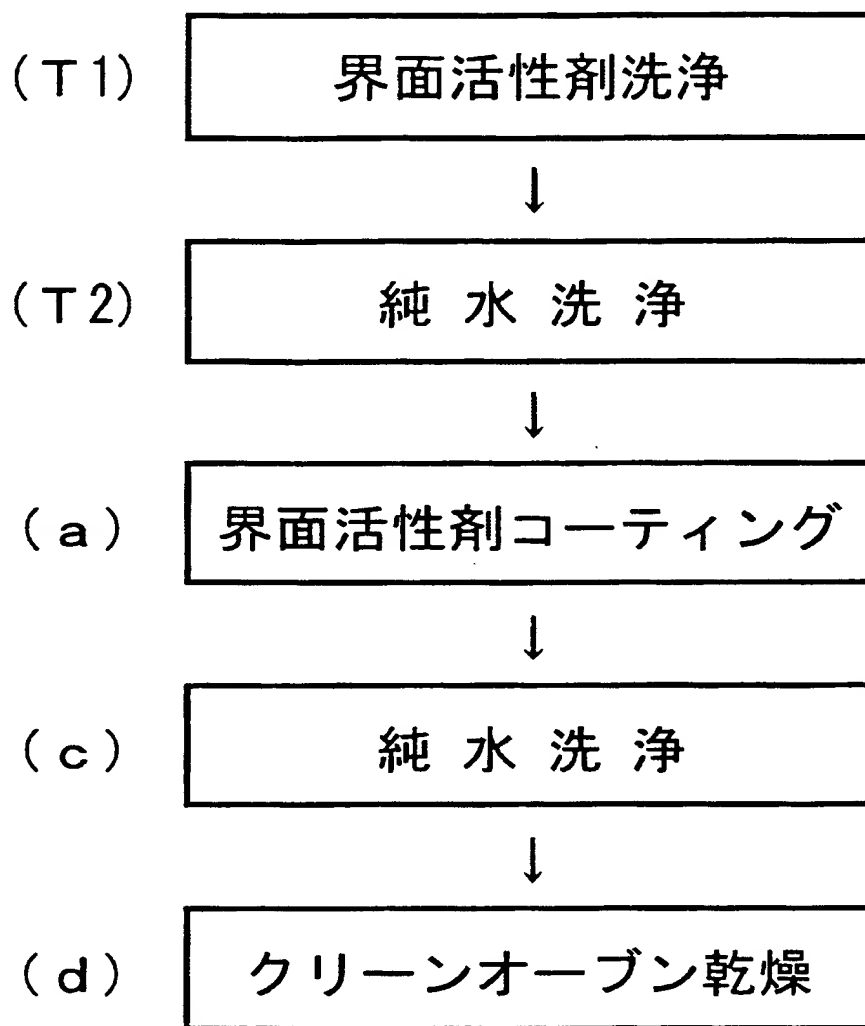 (T1) 界面活性剤洗浄
↓
(T2) 純水洗浄
↓
(a) 界面活性剤コーティング
↓
(c) 純水洗浄
↓
(d) クリーンオーブン乾燥